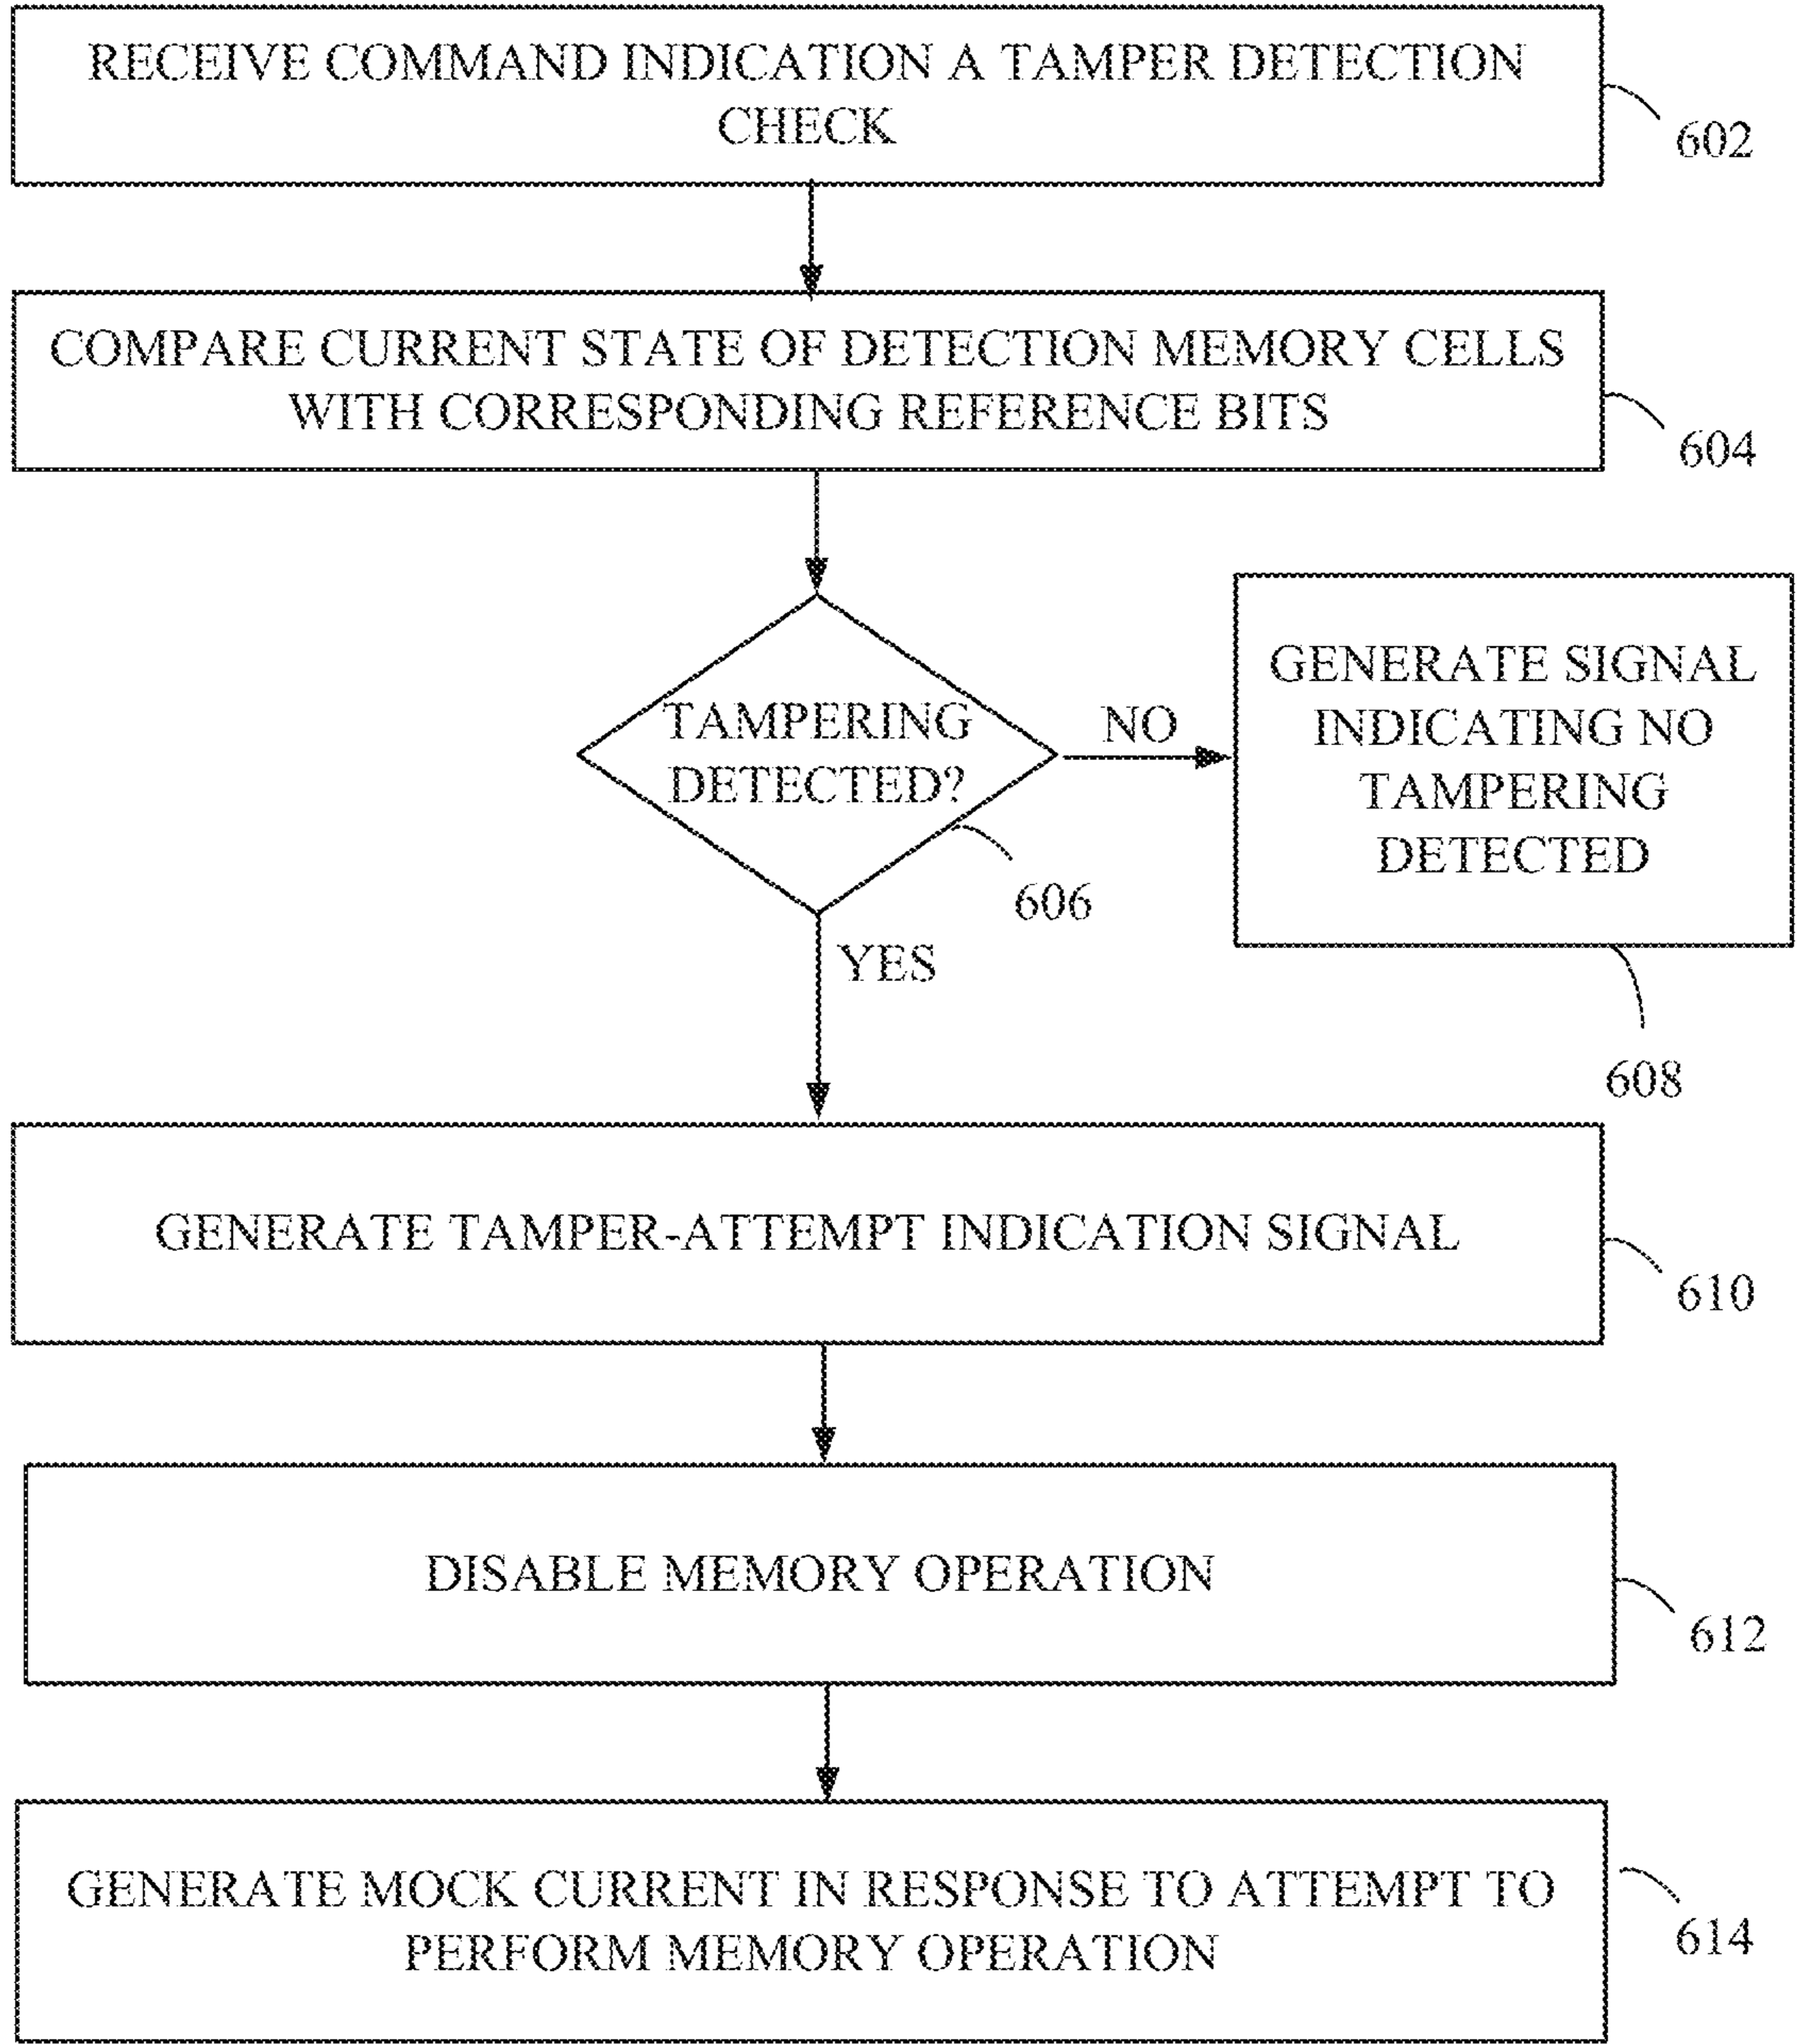 RECEIVE COMMAND INDICATION A TAMPER DETECTION
CHECK
602
COMPARE CURRENT STATE OF DETECTION MEMORY CELLS
WITH CORRESPONDING REFERENCE BITS
604
TAMPERING
DETECTED?
606
NO
GENERATE SIGNAL
INDICATING NO
TAMPERING
DETECTED
608
YES
GENERATE TAMPER-ATTEMPT INDICATION SIGNAL
610
DISABLE MEMORY OPERATION
612
GENERATE MOCK CURRENT IN RESPONSE TO ATTEMPT TO
PERFORM MEMORY OPERATION
614